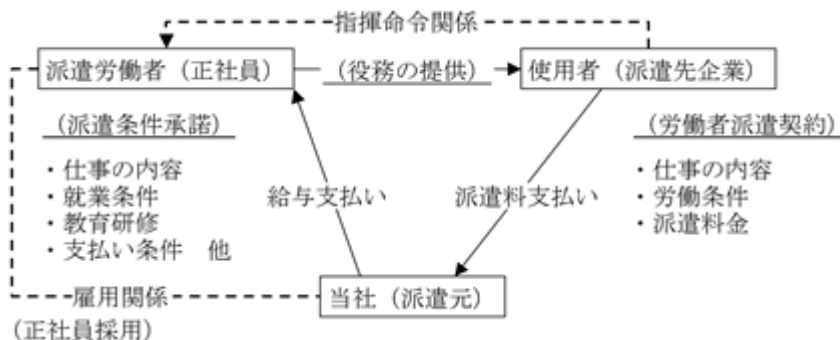 指揮命令関係
派遣労働者（正社員）
（役務の提供）
使用者（派遣先企業）
（派遣条件承諾）
・仕事の内容
・就業条件
・教育研修
・支払い条件　他
給与支払い
派遣料支払い
（労働者派遣契約）
・仕事の内容
・労働条件
・派遣料金
雇用関係
（正社員採用）
当社（派遣元）